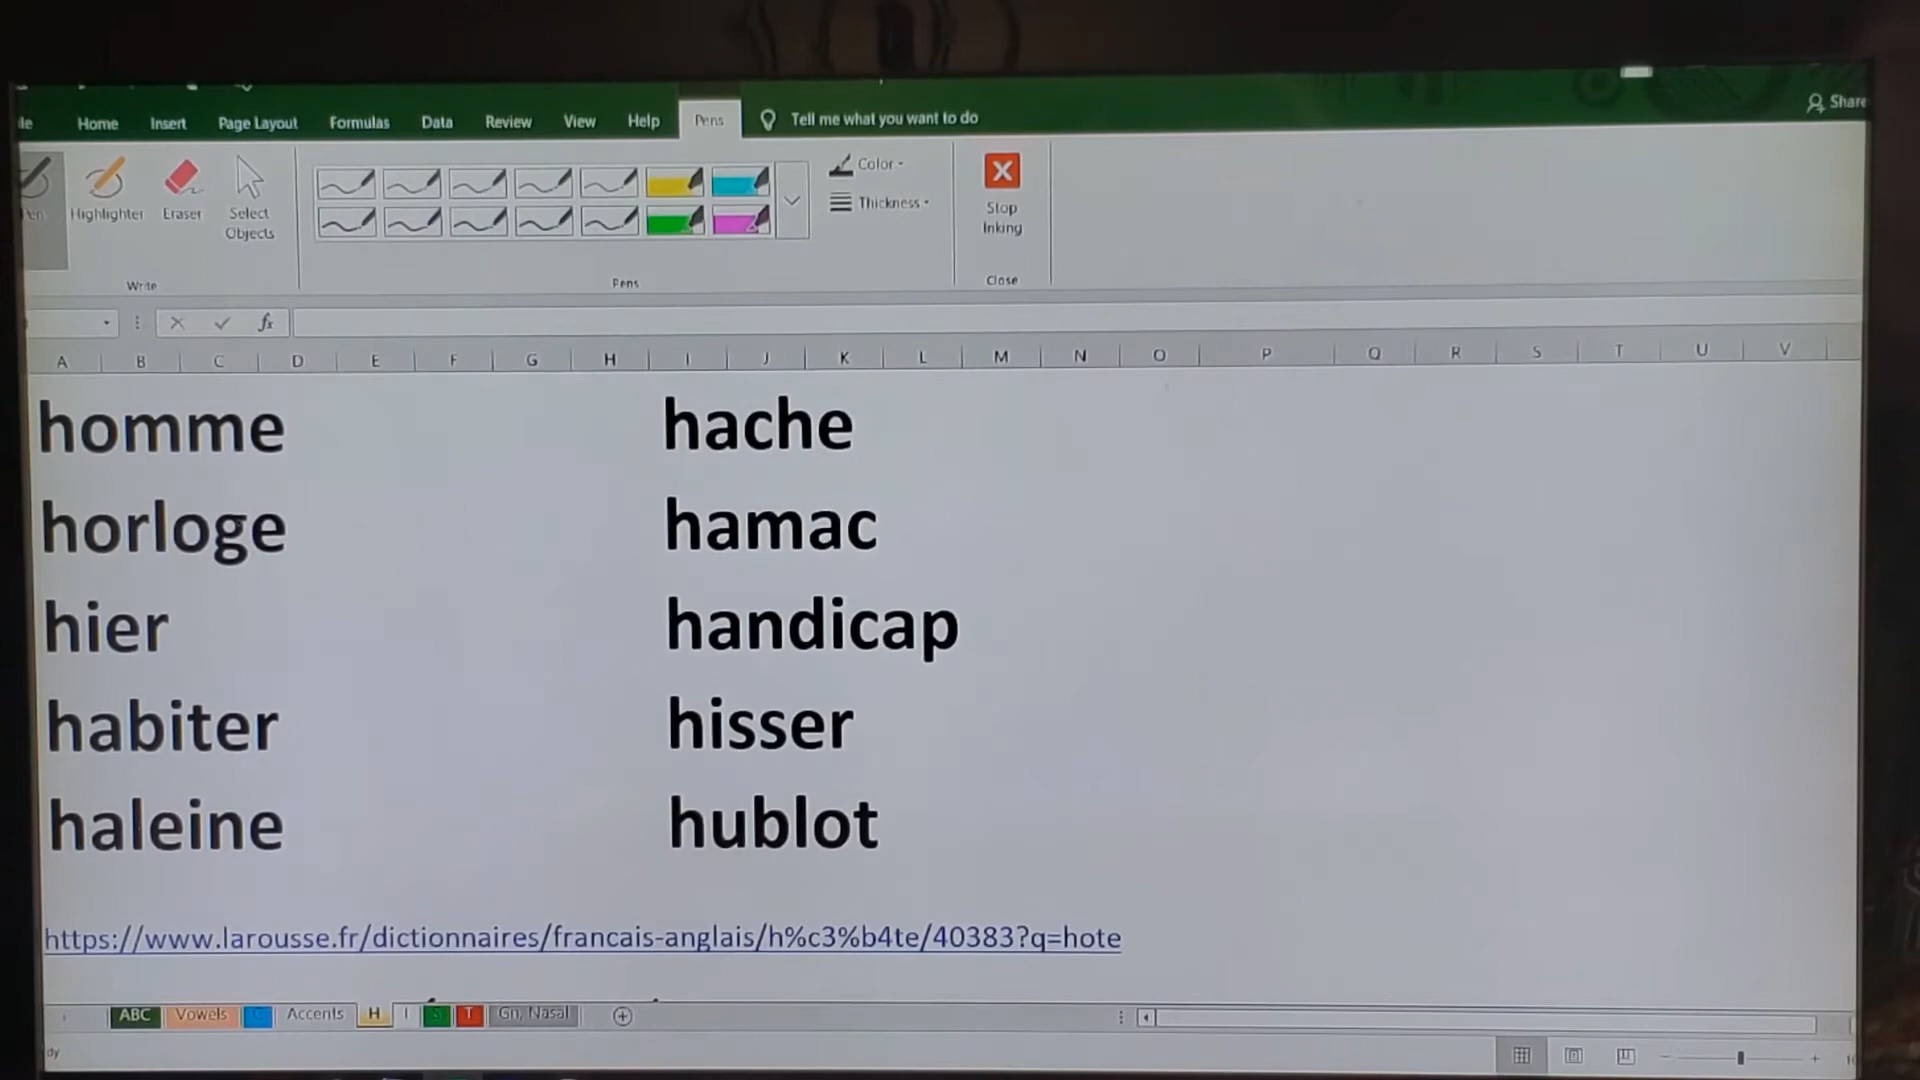 Home Insert Page Layout Formulas Data Review View Help Pens Tell me what you want to do Share
Pen Highlighter Eraser Select Objects Color Thickness Stop Inking
Write Pens Close
fx
A B C D E F G H I J K L M N O P Q R S T U V
homme hache
horloge hamac
hier handicap
habiter hisser
haleine hublot
https://www.larousse.fr/dictionnaires/francais-anglais/h%c3%b4te/40383?q=hote
ABC Vowels Accents H I S T Gn, Nasal